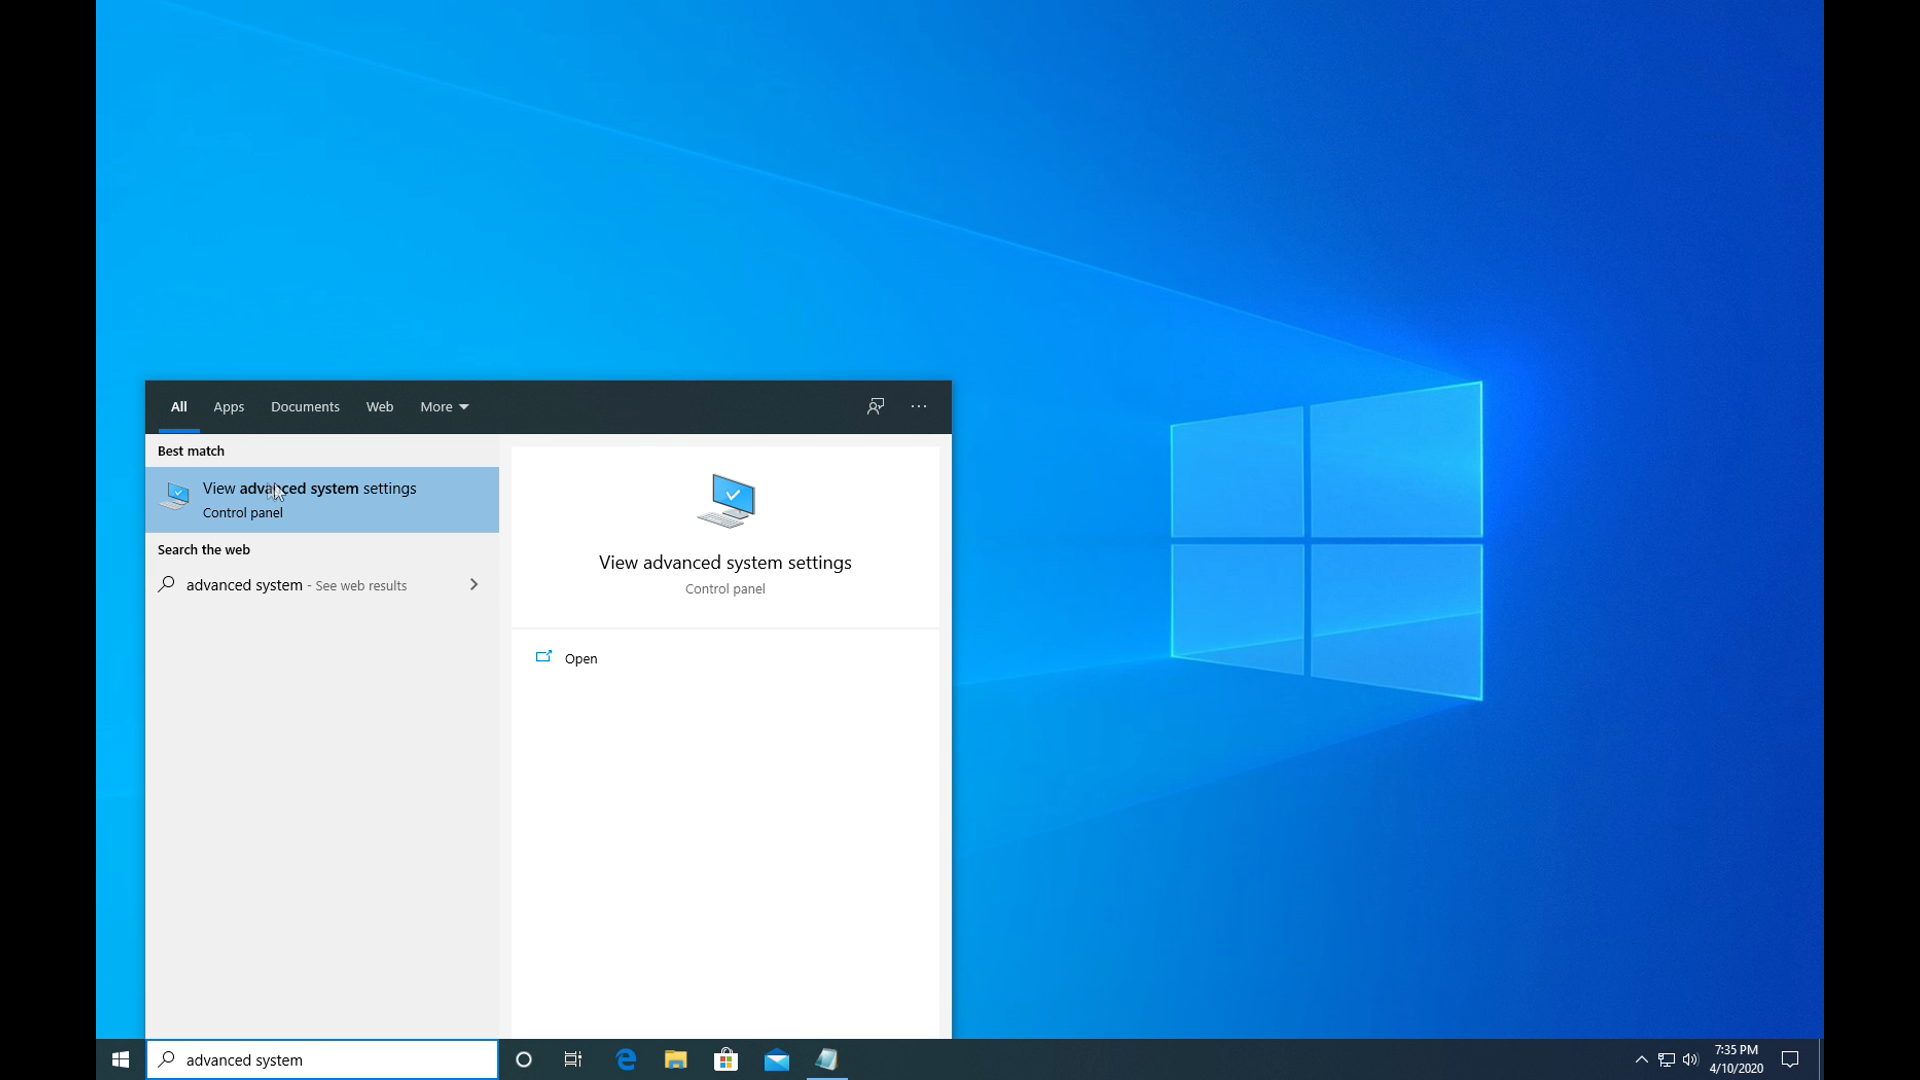 All Apps Documents Web More
Best match
View advanced system settings
Control panel
Search the web
advanced system - See web results
View advanced system settings
Control panel
Open
advanced system
7:35 PM
4/10/2020